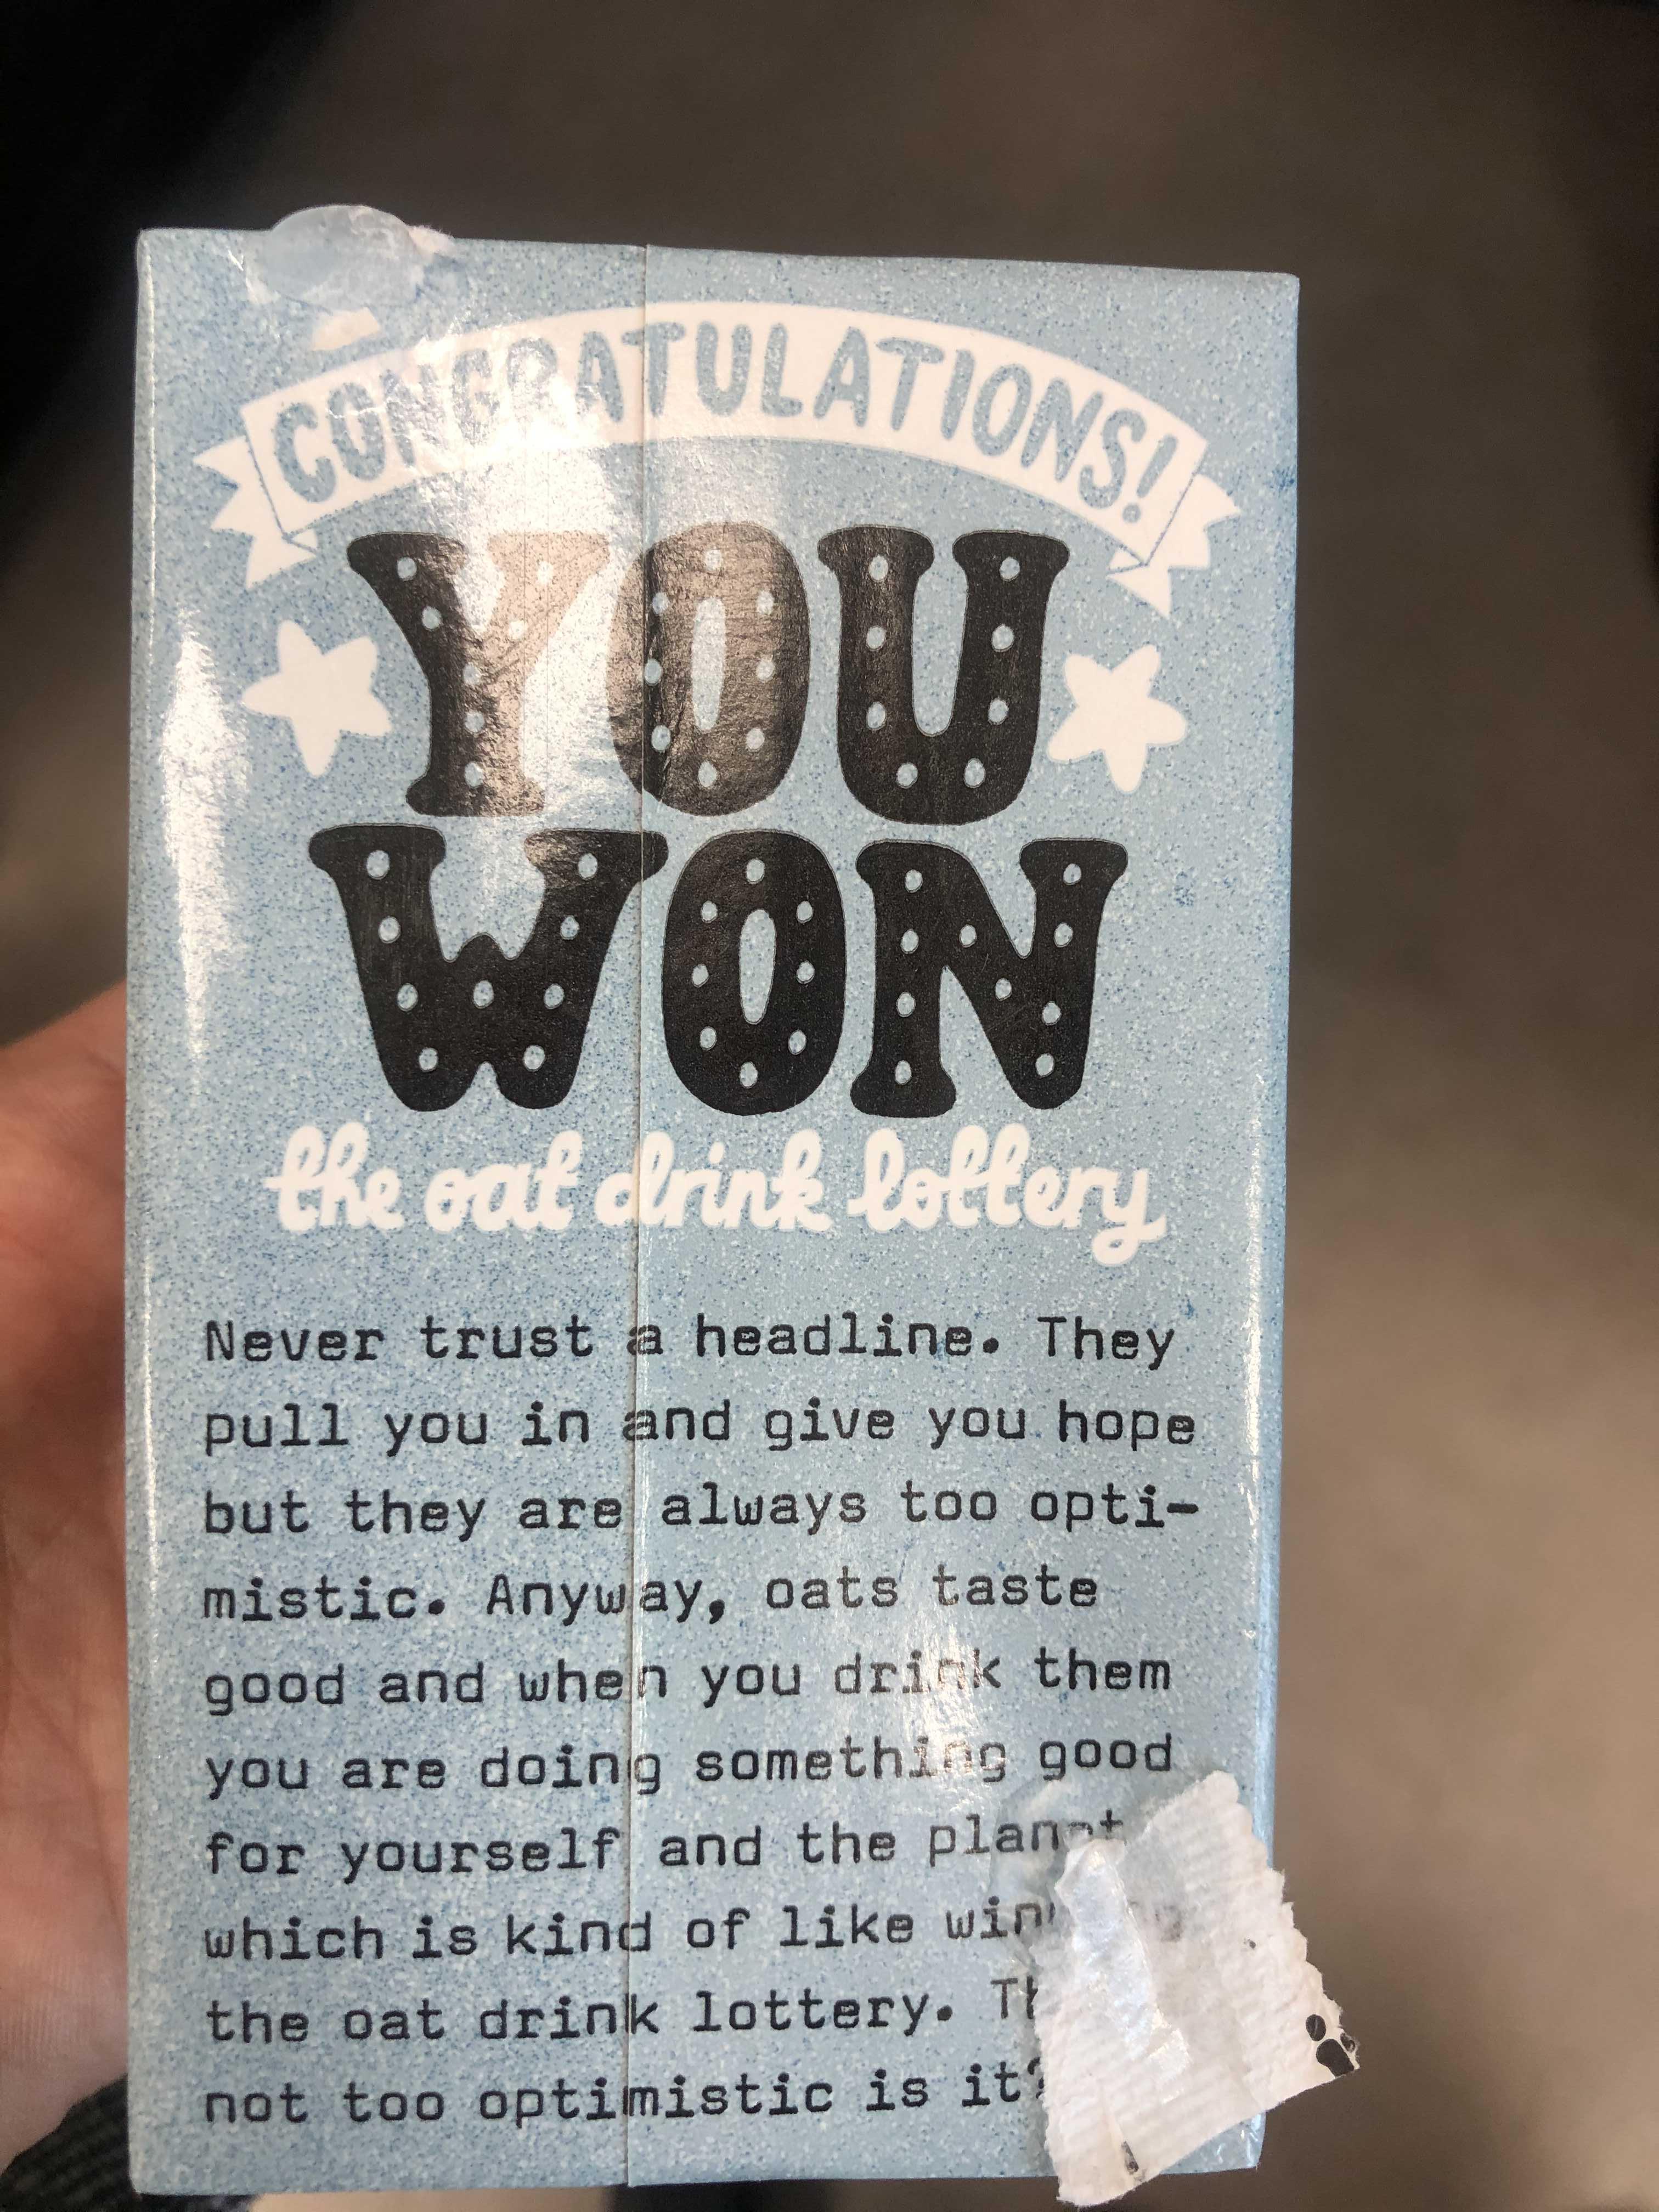 CONGRATULATIONS!
YOU
WON
the oat drink lottery
Never trust a headline. They
pull you in and give you hope
but they are always too opti-
mistic. Anyway, oats taste
good and when you drink them
you are doing something good
for yourself and the planet
which is kind of like winning
the oat drink lottery.
not too optimistic is it?